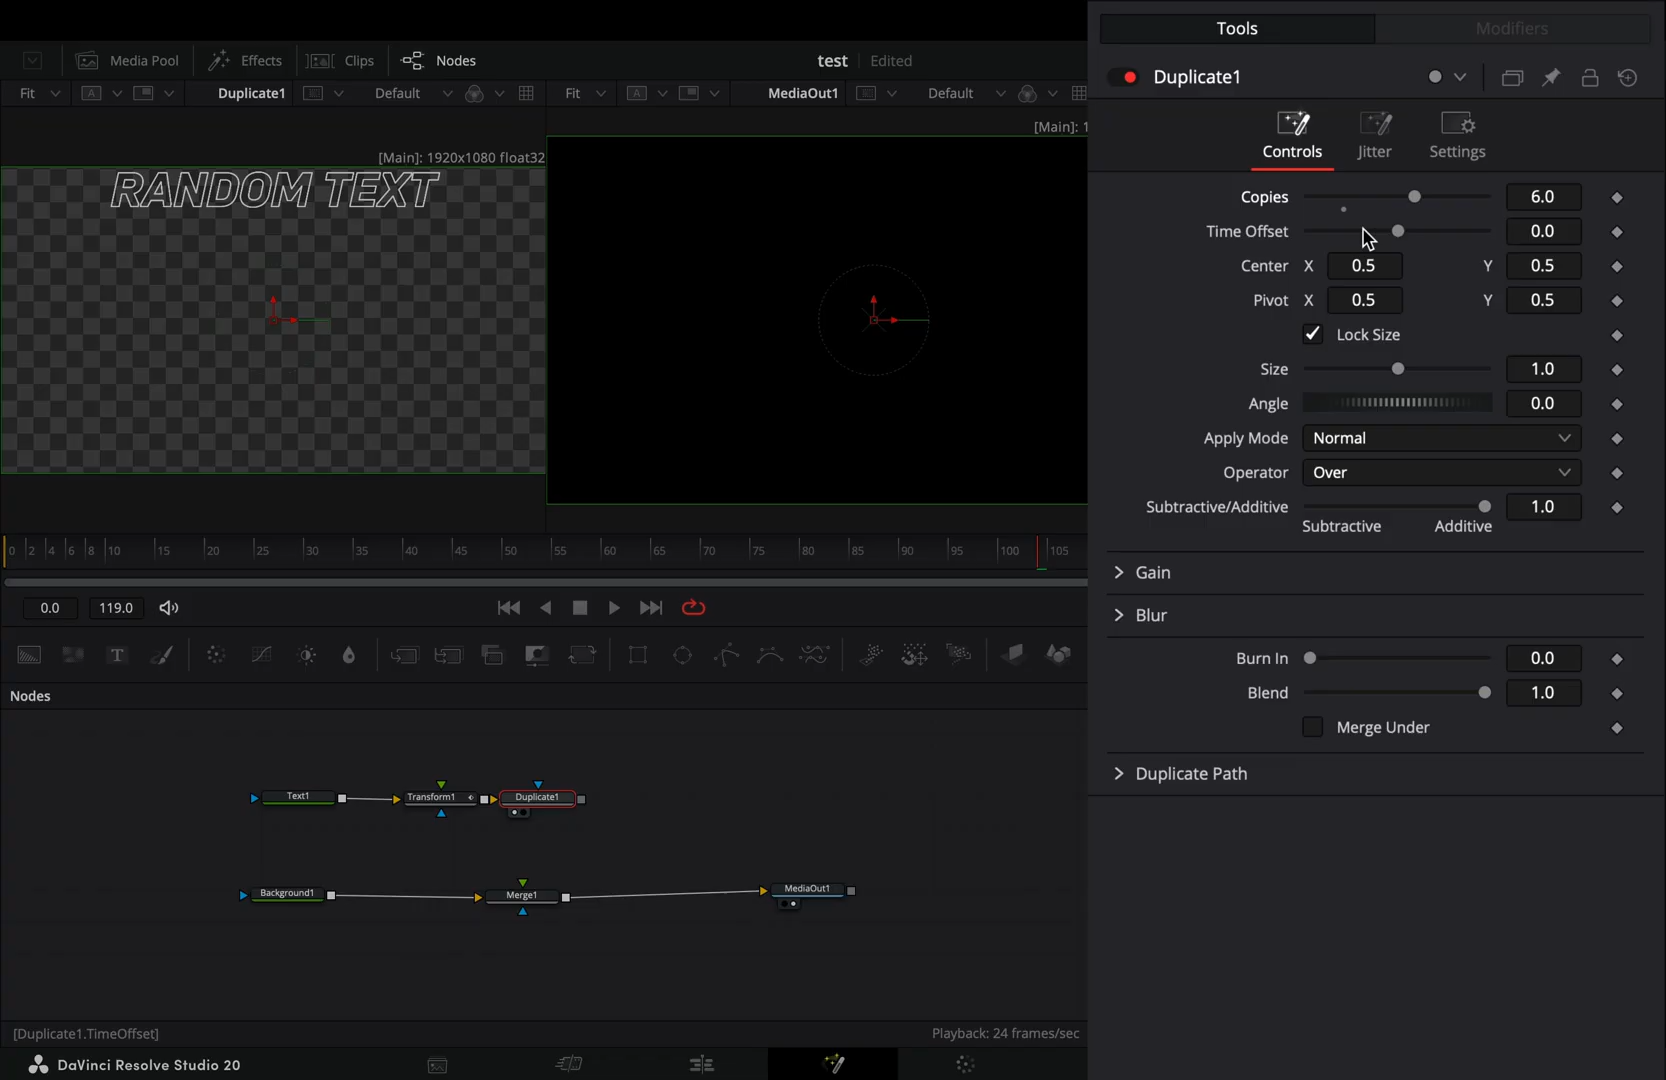 Tools
Modifiers
Media Pool
Effects
Clips
Nodes
test
Edited
Duplicate1
Fit
A
Duplicate1
Default
Fit
A
MediaOut1
Default
Controls
Jitter
Settings
[Main]: 1
[Main]: 1920x1080 float32
RANDOM TEXT
Copies 6.0
Time Offset 0.0
Center X 0.5 Y 0.5
Pivot X 0.5 Y 0.5
Lock Size
Size 1.0
Angle 0.0
Apply Mode Normal
Operator Over
Subtractive/Additive 1.0
Subtractive Additive
Gain
Blur
Burn In 0.0
Blend 1.0
Merge Under
Duplicate Path
0 2 4 6 8 10 15 20 25 30 35 40 45 50 55 60 65 70 75 80 85 90 95 100 105
0.0 119.0
T
Nodes
Text1
Transform1
Duplicate1
Background1
Merge1
MediaOut1
[Duplicate1.TimeOffset]
Playback: 24 frames/sec
DaVinci Resolve Studio 20